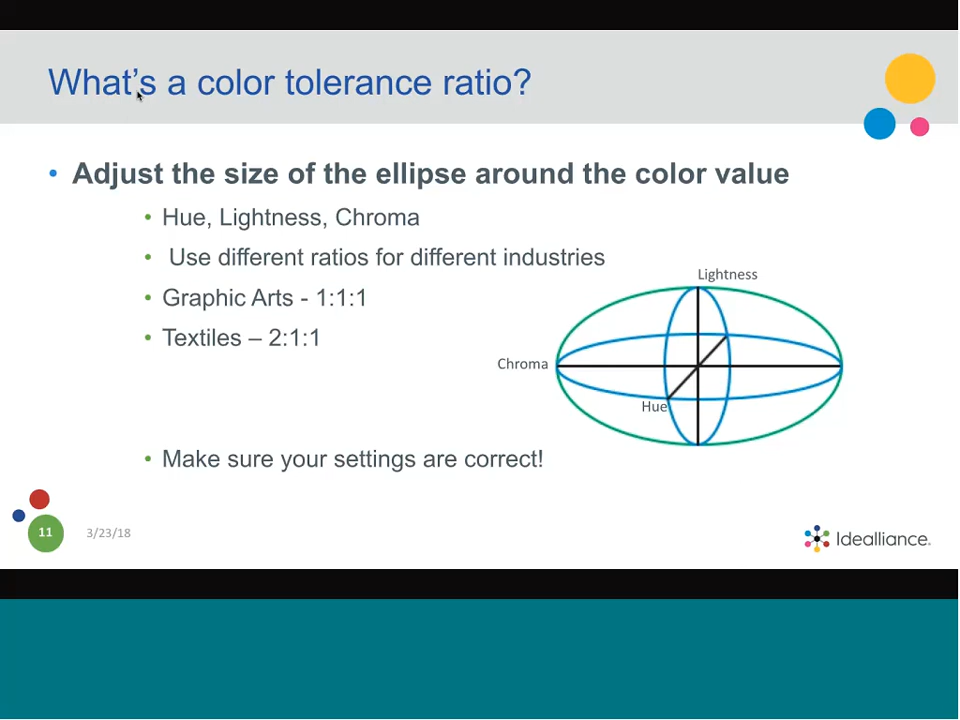 What's a color tolerance ratio?
• Adjust the size of the ellipse around the color value
• Hue, Lightness, Chroma
• Use different ratios for different industries
• Graphic Arts - 1:1:1
• Textiles – 2:1:1
Lightness
Chroma
Hue
• Make sure your settings are correct!
11
3/23/18
Idealliance.